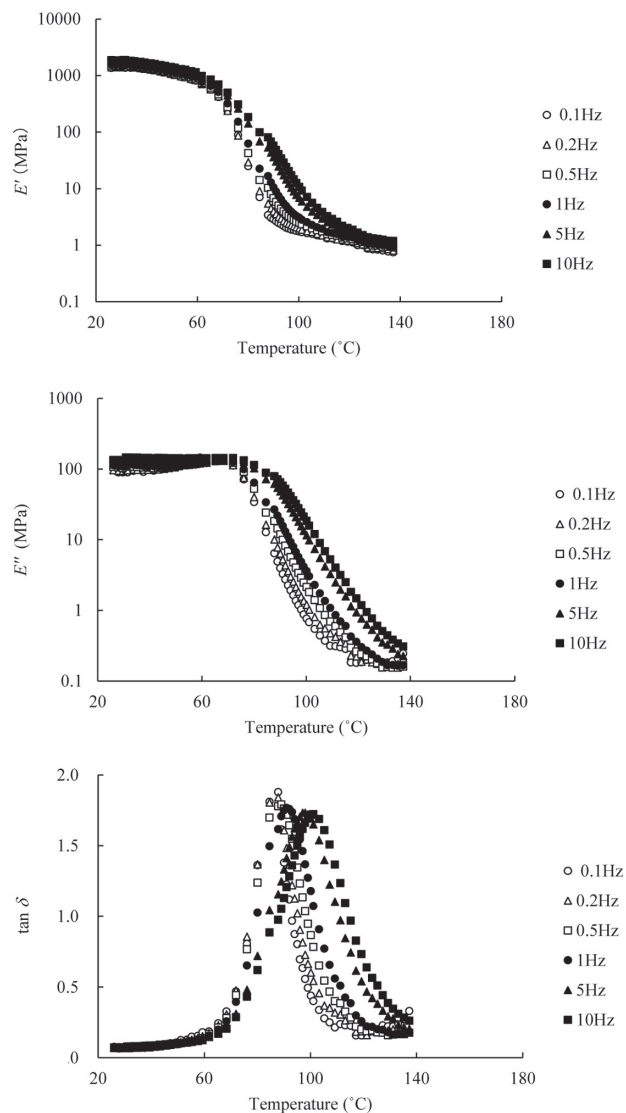 10000
1000
100
10
1
0.1
E′ (MPa)
20 60 100 140 180
Temperature (˚C)
0.1Hz
0.2Hz
0.5Hz
1Hz
5Hz
10Hz
1000
100
10
1
0.1
E″ (MPa)
20 60 100 140 180
Temperature (˚C)
0.1Hz
0.2Hz
0.5Hz
1Hz
5Hz
10Hz
2.0
1.5
1.0
0.5
.0
tan δ
20 60 100 140 180
Temperature (˚C)
0.1Hz
0.2Hz
0.5Hz
1Hz
5Hz
10Hz